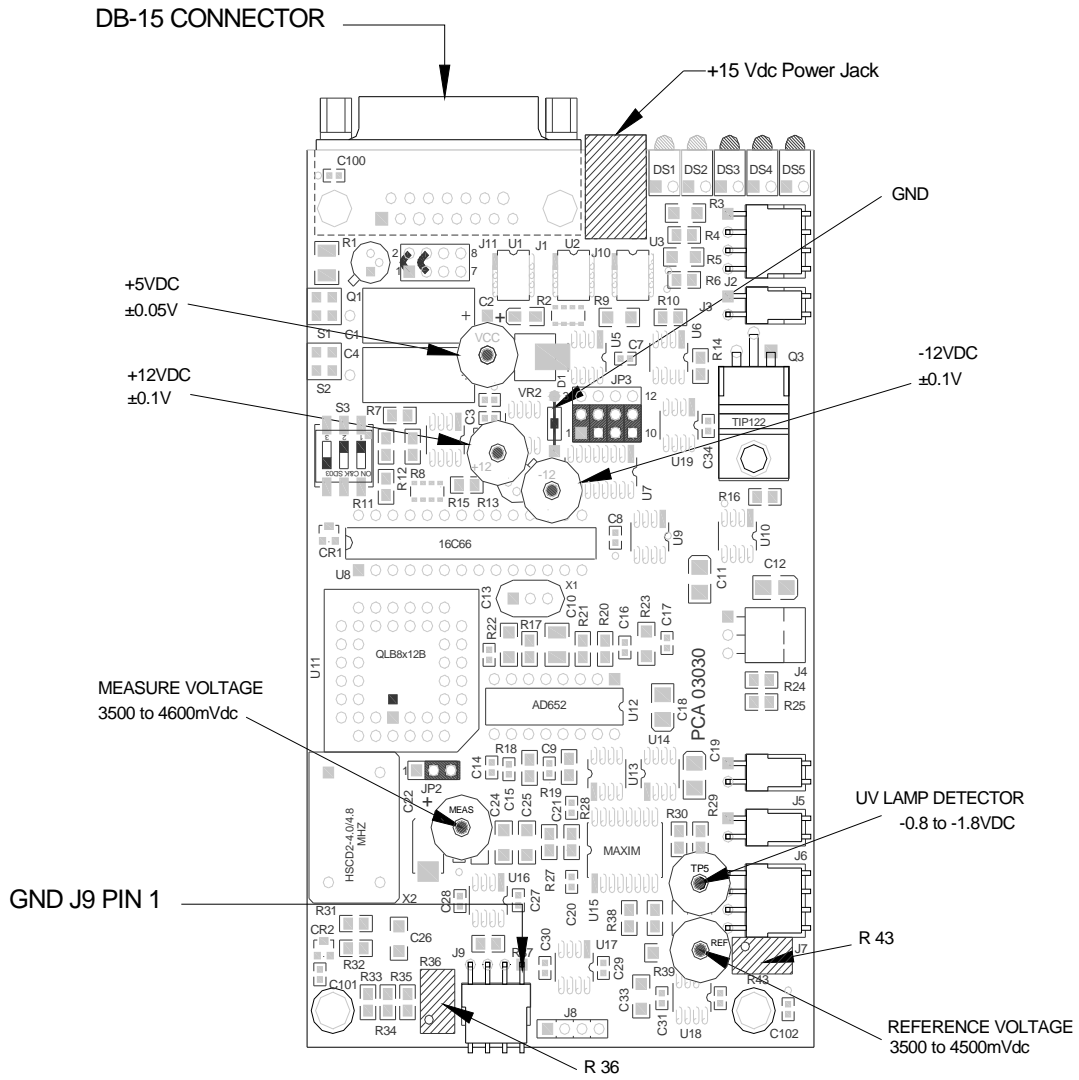 DB-15 CONNECTOR
+15 Vdc Power Jack
C100
DS1 DS2 DS3 DS4 DS5
GND
R3
R4
R5
R6
R1
2 8
1 7
J11 U1 J1 U2 J10 U3
J2
J3
+5VDC
±0.05V
Q1
S1
C1
C4
S2
+ C2 + R2 R9 R10
VCC
U5 C7 U6 R14 Q3
-12VDC
±0.1V
+12VDC
±0.1V
VR2 D1 2 JP3 12
1 10
S3 R7 C3
TIP122
3 2 1
ON C&K SD03
R12 R8 +12 -12
U19 C34
R11 R15 R13 U7 R16
CR1 16C66 C8 U9 U10
U8
C11 C12
C13 X1 C10
R22 R17 R21 R20 C16 R23 C17
U11 QLB8x12B
J4
R24
R25
MEASURE VOLTAGE
3500 to 4600mVdc
AD652 U12 C18 PCA 03030
U14
1 JP2
C14 R18 C9 U13 C19
R19 R29
C22 + MEAS C24 C15 C25 C21 R28 R30 J5
UV LAMP DETECTOR
-0.8 to -1.8VDC
HSCD2-4.0/4.8
MHZ
MAXIM TP5 J6
X2
C28 U16 C27 R27 C20 U15 R38
GND J9 PIN 1
R31
CR2 R32 C26
J9 C30 U17 C29 REF J7
R 43
R39 R43
C101 R33 R35 R36
R34
C33 C31 U18 C102
J8
REFERENCE VOLTAGE
3500 to 4500mVdc
R 36